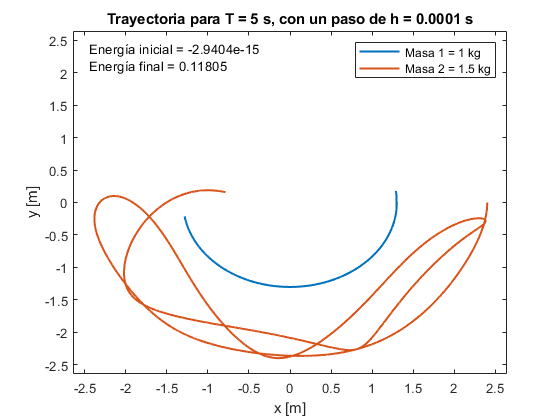 Trayectoria para T = 5 s, con un paso de h = 0.0001 s
Energía inicial = -2.9404e-15
Energía final = 0.11805
Masa 1 = 1 kg
Masa 2 = 1.5 kg
2.5
2
1.5
1
0.5
0
-0.5
-1
-1.5
-2
-2.5
y [m]
-2.5 -2 -1.5 -1 -0.5 0 0.5 1 1.5 2 2.5
x [m]